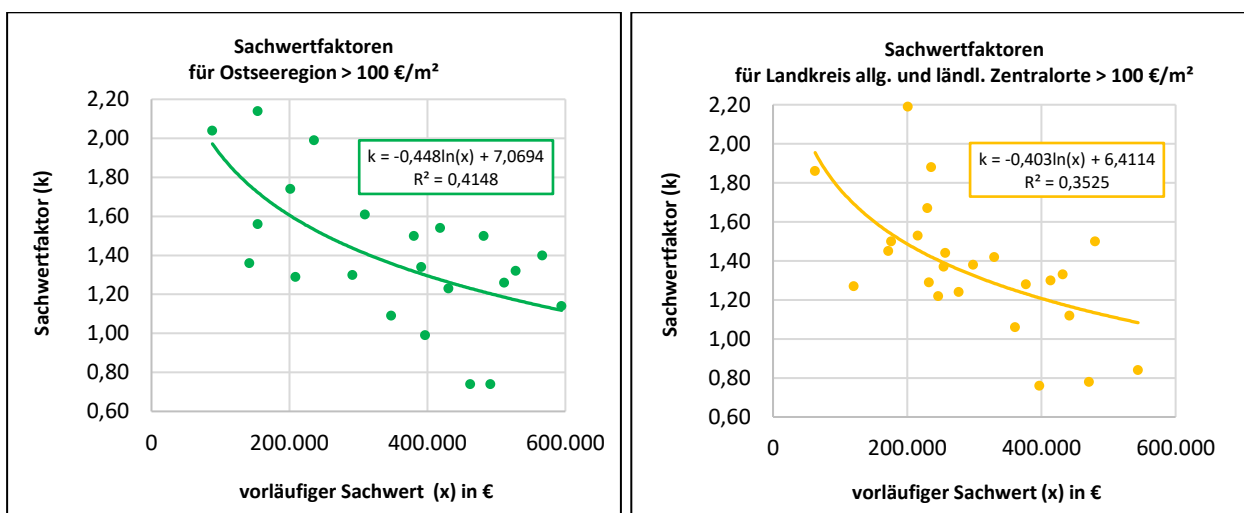 Sachwertfaktoren
für Ostseeregion > 100 €/m²
2,20
2,00
1,80
1,60
1,40
1,20
1,00
0,80
0,60
Sachwertfaktor (k)
k = -0,448ln(x) + 7,0694
R² = 0,4148
0 200.000 400.000 600.000
vorläufiger Sachwert (x) in €
Sachwertfaktoren
für Landkreis allg. und ländl. Zentralorte > 100 €/m²
2,20
2,00
1,80
1,60
1,40
1,20
1,00
0,80
0,60
Sachwertfaktor (k)
k = -0,403ln(x) + 6,4114
R² = 0,3525
0 200.000 400.000 600.000
vorläufiger Sachwert (x) in €